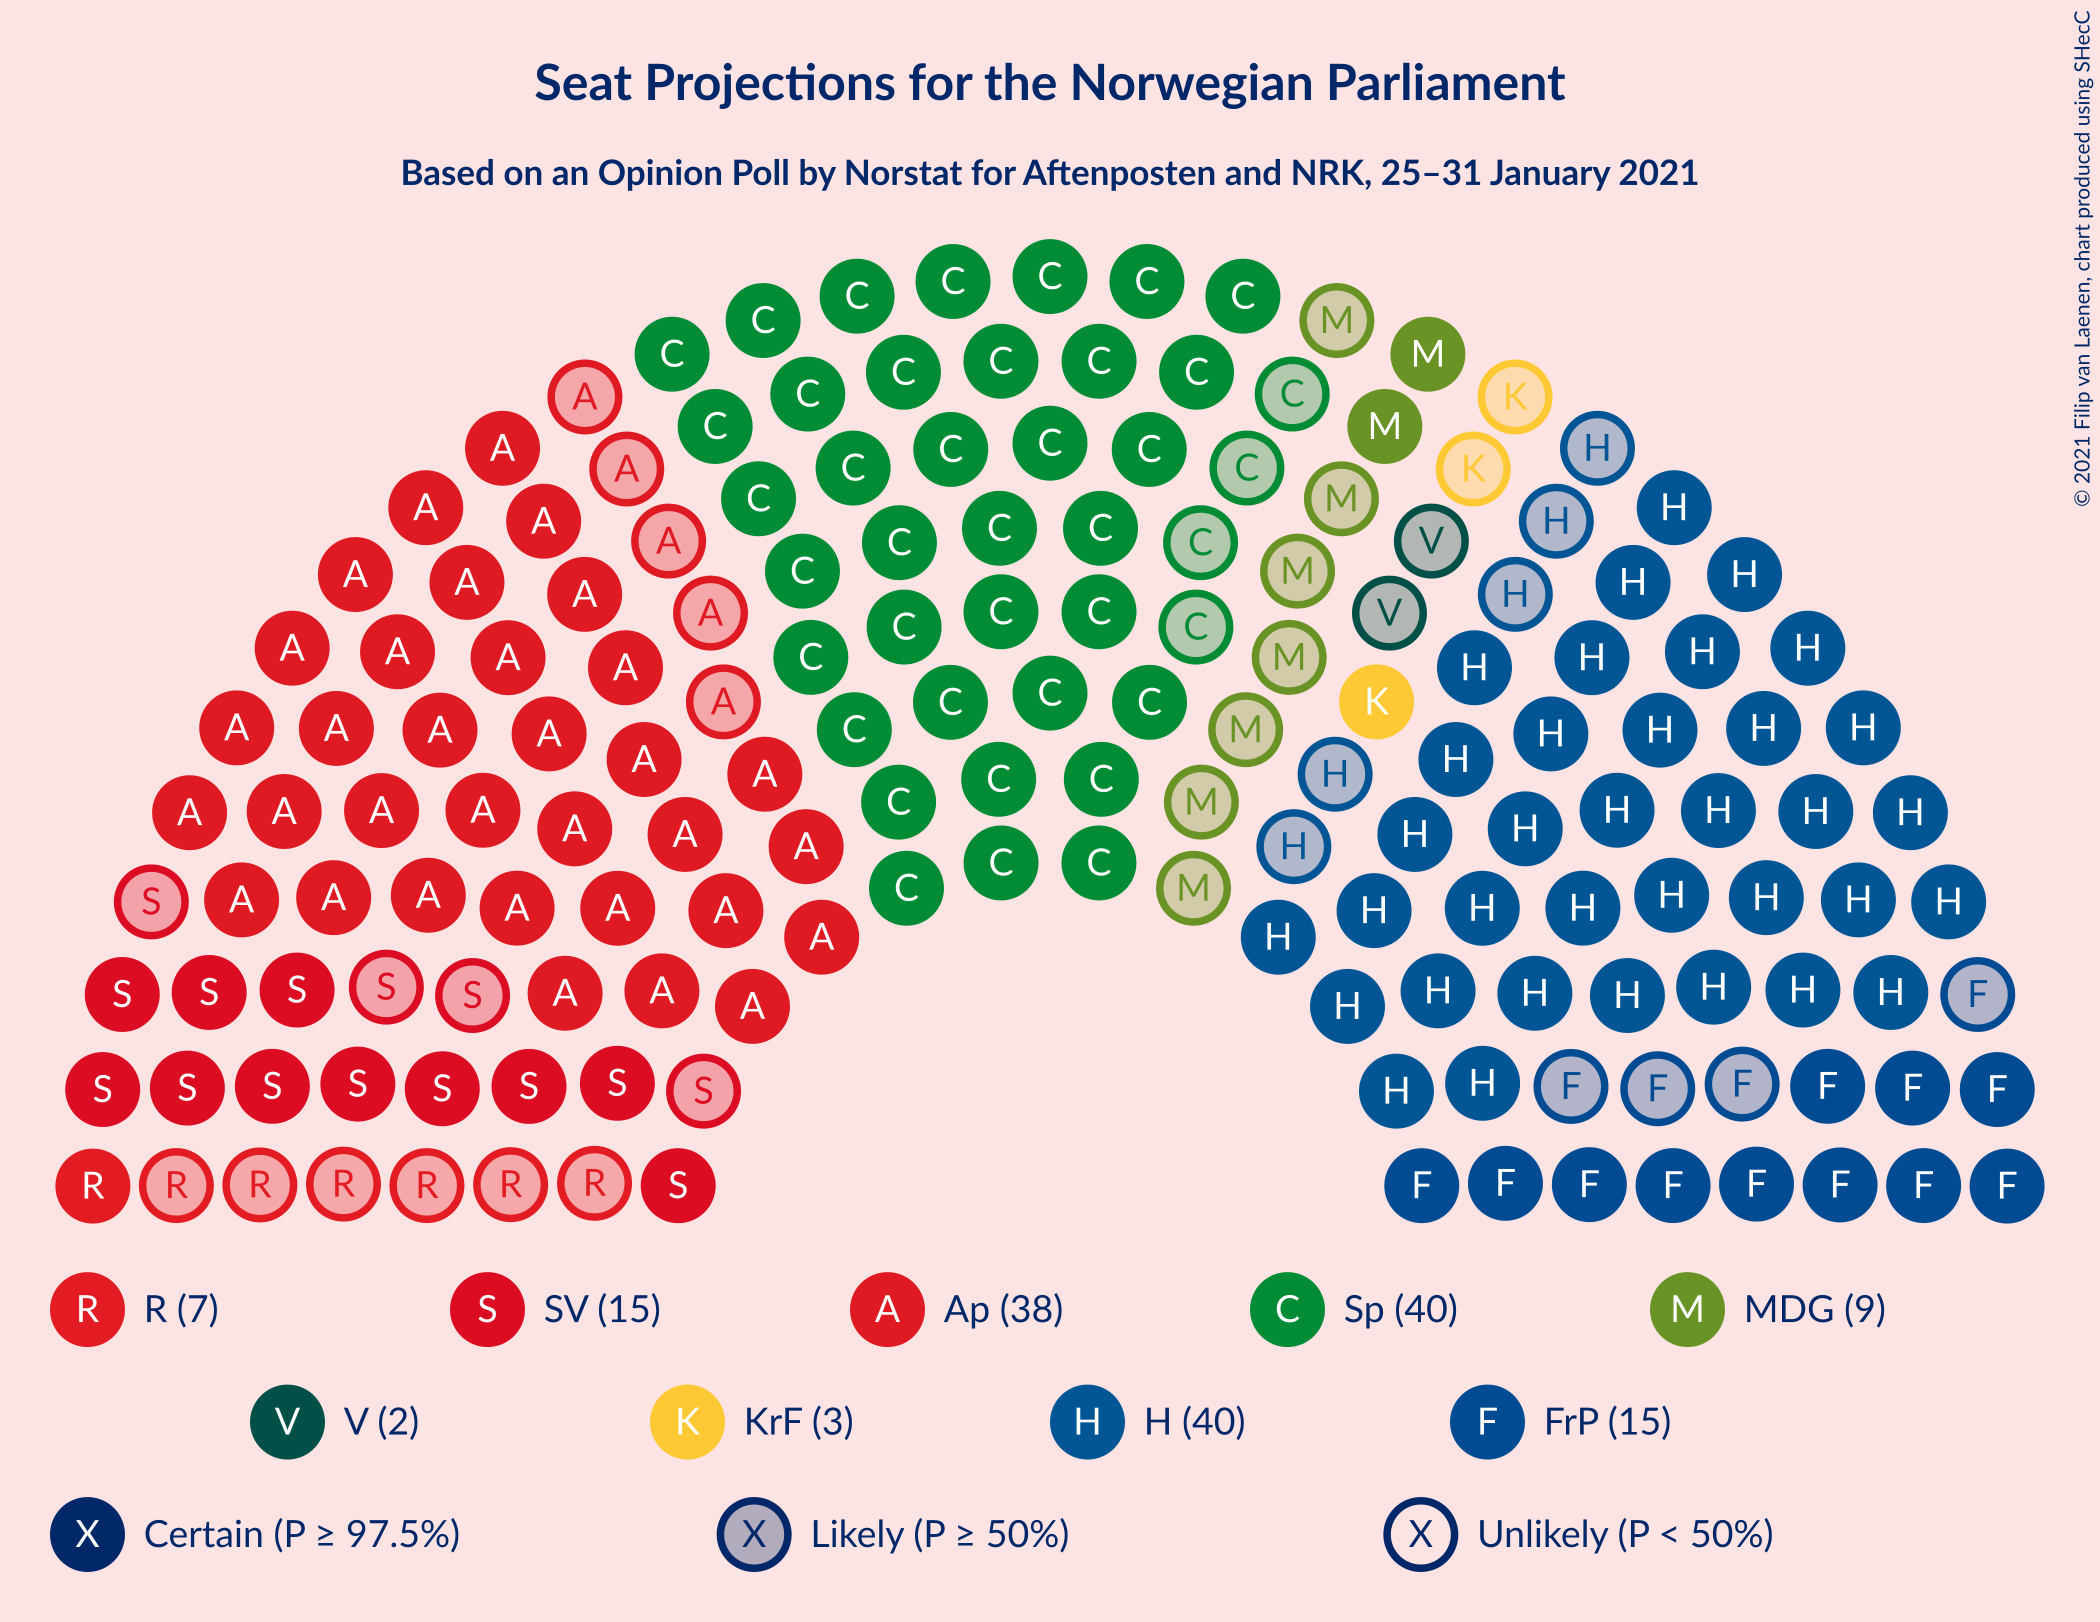 Seat Projections for the Norwegian Parliament
Based on an Opinion Poll by Norstat for Aftenposten and NRK, 25–31 January 2021
© 2021 Filip van Laenen, chart produced using SHecC
C C C C C C C M M
A C C C C C C C M K K
A A A C C C C C C M V H H H
A A A A C C C C C M V H H H
A A A A A C C C C C M K H H H H
A A A A A A C C C C M H H H H H H
A A A A A A A C C C M H H H H H H H
S A A A A A A A C C C M H H H H H H H H
S S S S S A A A H H H H H H H F
S S S S S S S S H H F F F F F F
R R R R R R R S F F F F F F F F
R R (7) S SV (15) A Ap (38) C Sp (40) M MDG (9)
V V (2) K KrF (3) H H (40) F FrP (15)
X Certain (P ≥ 97.5%) X Likely (P ≥ 50%) X Unlikely (P < 50%)